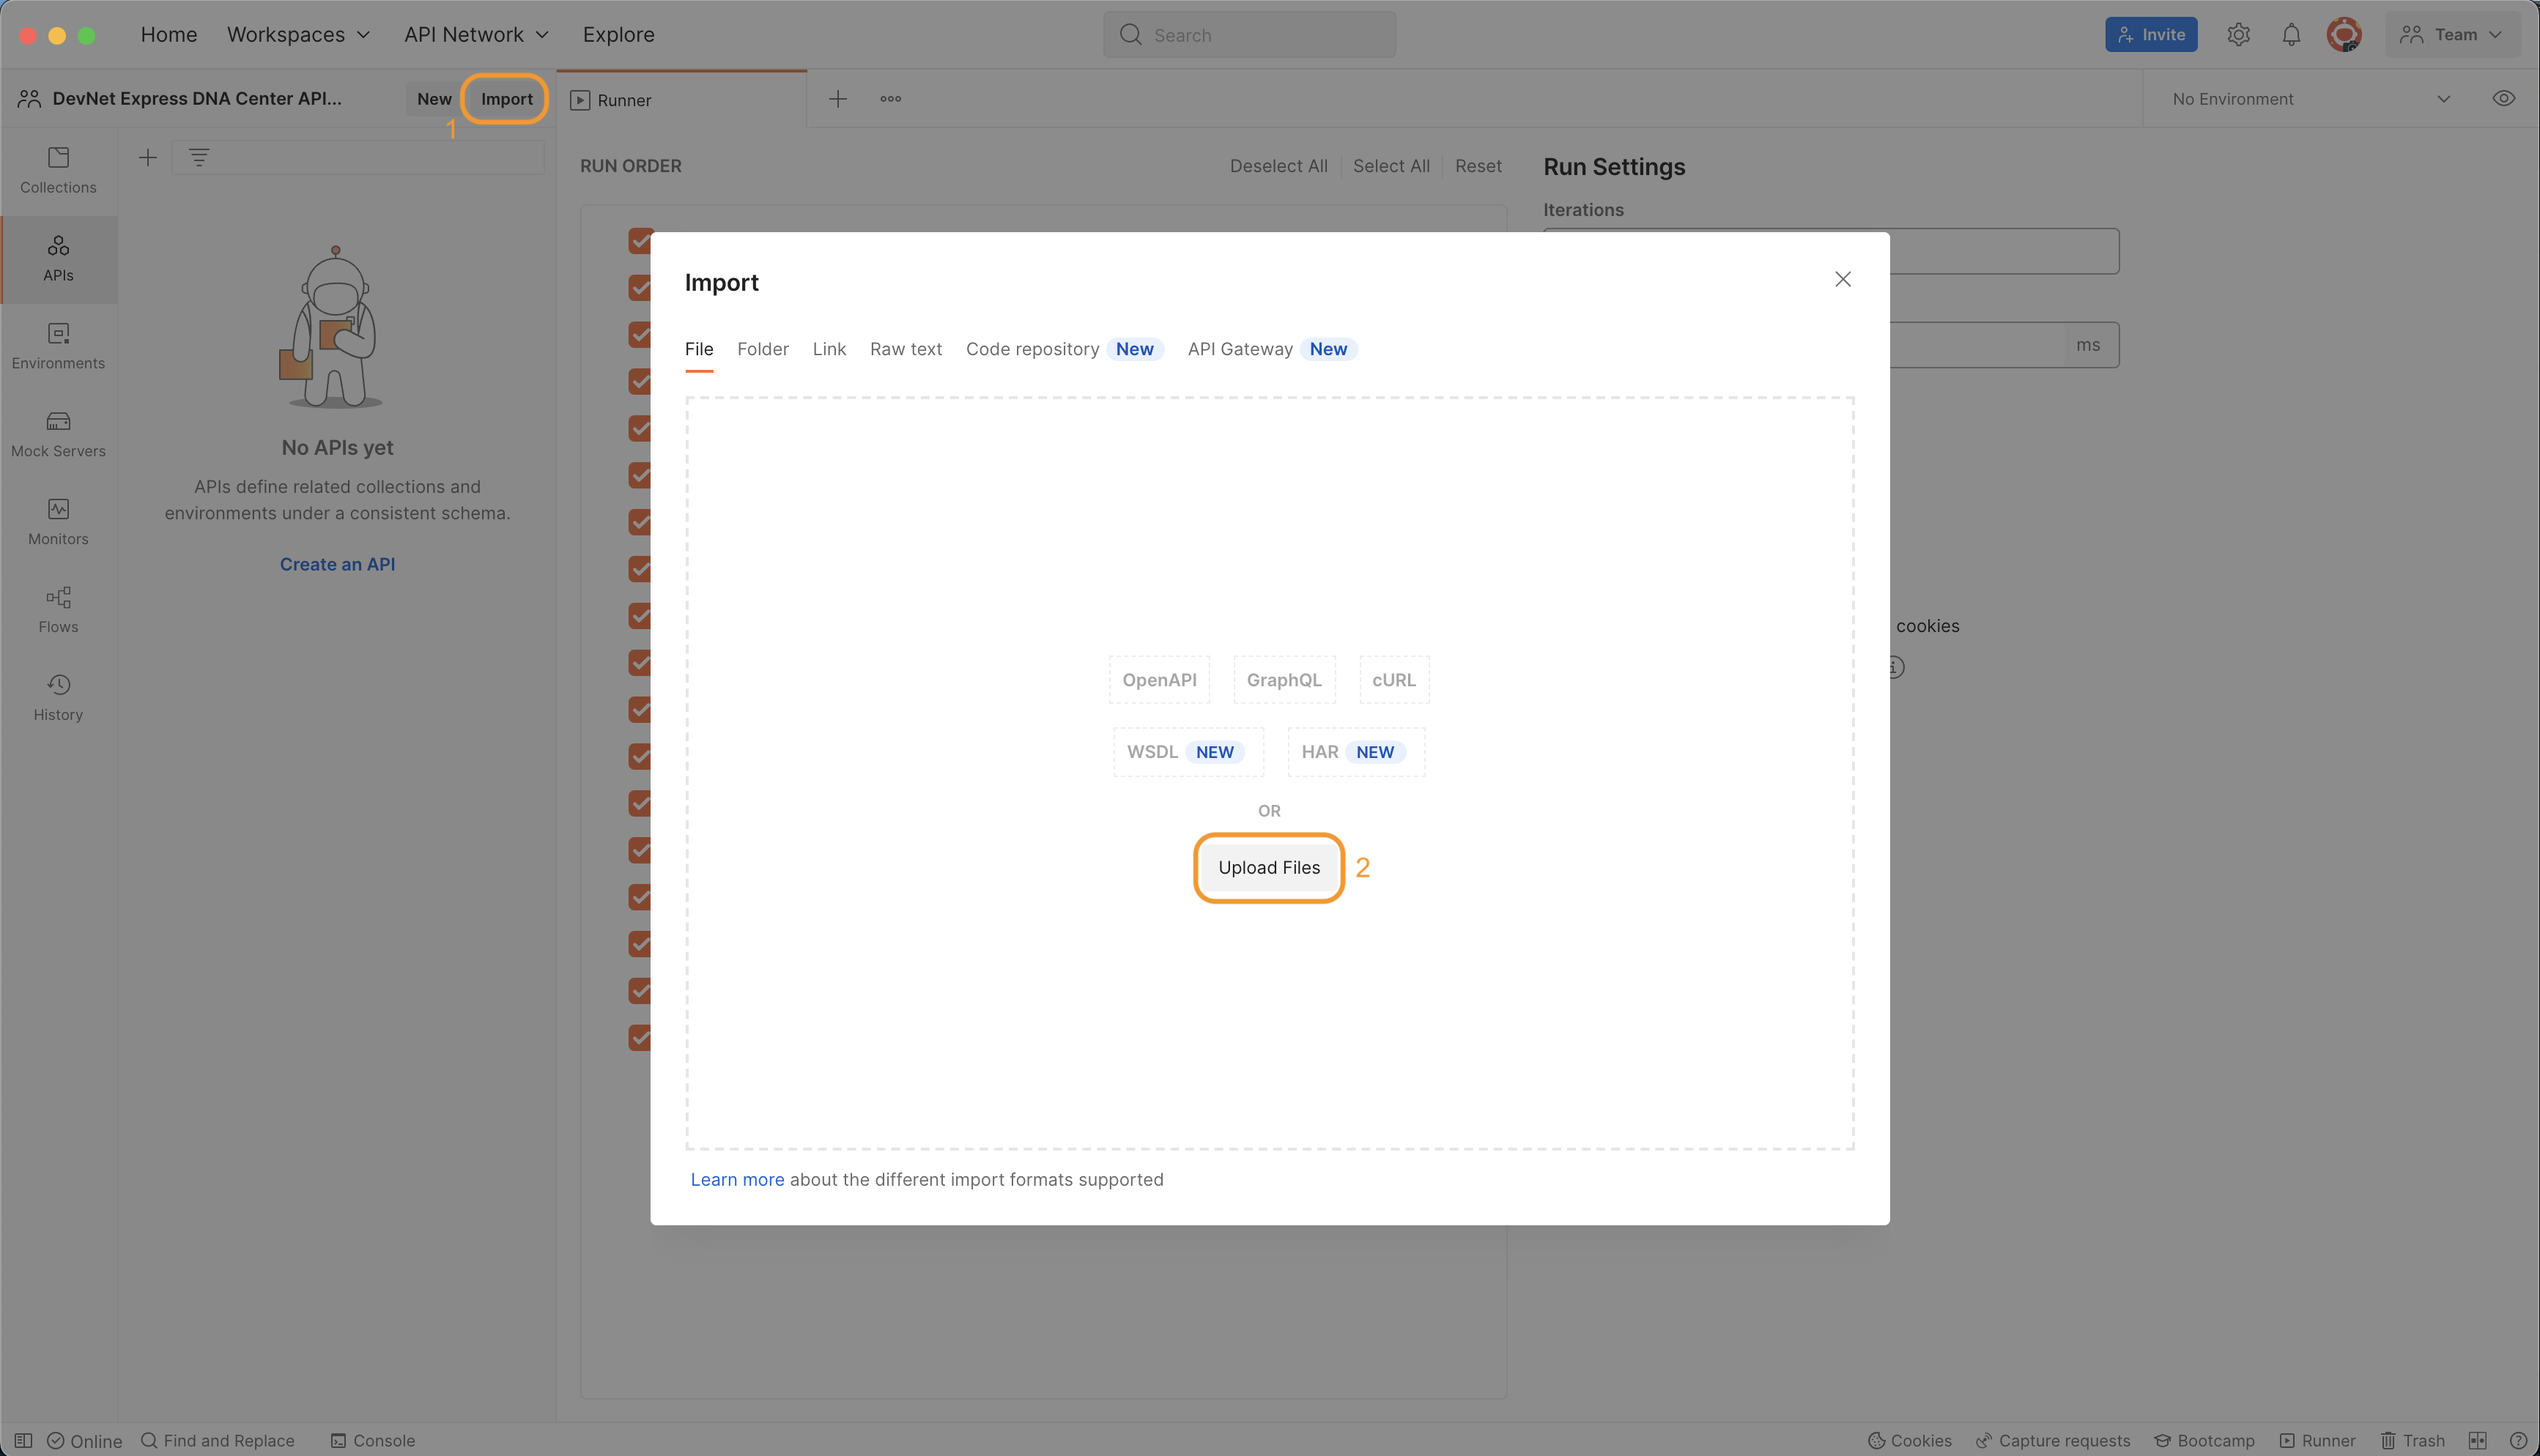 Home Workspaces API Network Explore Search Invite Team
DevNet Express DNA Center API... New Import Runner No Environment
1
Collections
APIs
Environments
Mock Servers
Monitors
Flows
History
No APIs yet
APIs define related collections and
environments under a consistent schema.
Create an API
RUN ORDER Deselect All Select All Reset
Run Settings
Iterations
ms
cookies
Import
File Folder Link Raw text Code repository New API Gateway New
OpenAPI GraphQL cURL
WSDL NEW HAR NEW
OR
Upload Files 2
Learn more about the different import formats supported
Online Find and Replace Console Cookies Capture requests Bootcamp Runner Trash